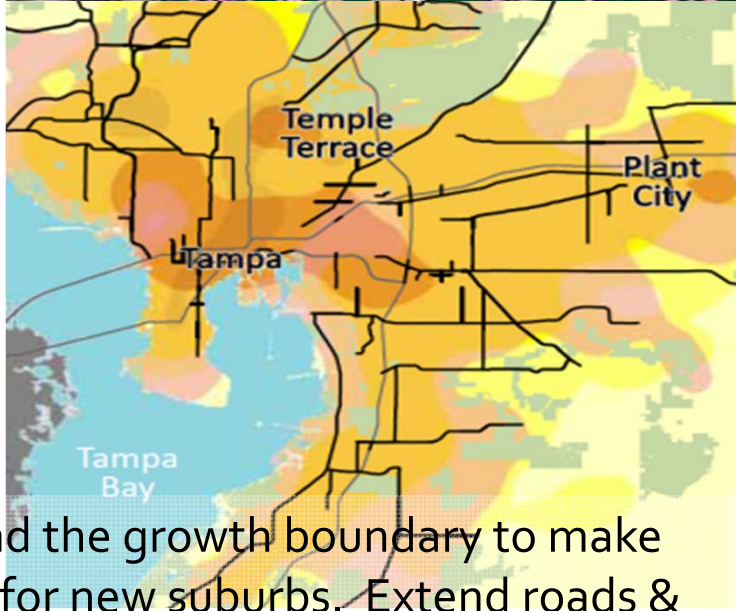 Temple
Terrace
Plant
City
Tampa
Tampa
Bay
the growth boundary to make
for new suburbs. Extend roads &